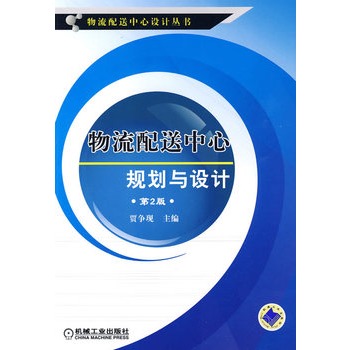 物流配送中心设计丛书
物流配送中心
规划与设计
·第2版·
贾争现 主编
机械工业出版社
CHINA MACHINE PRESS